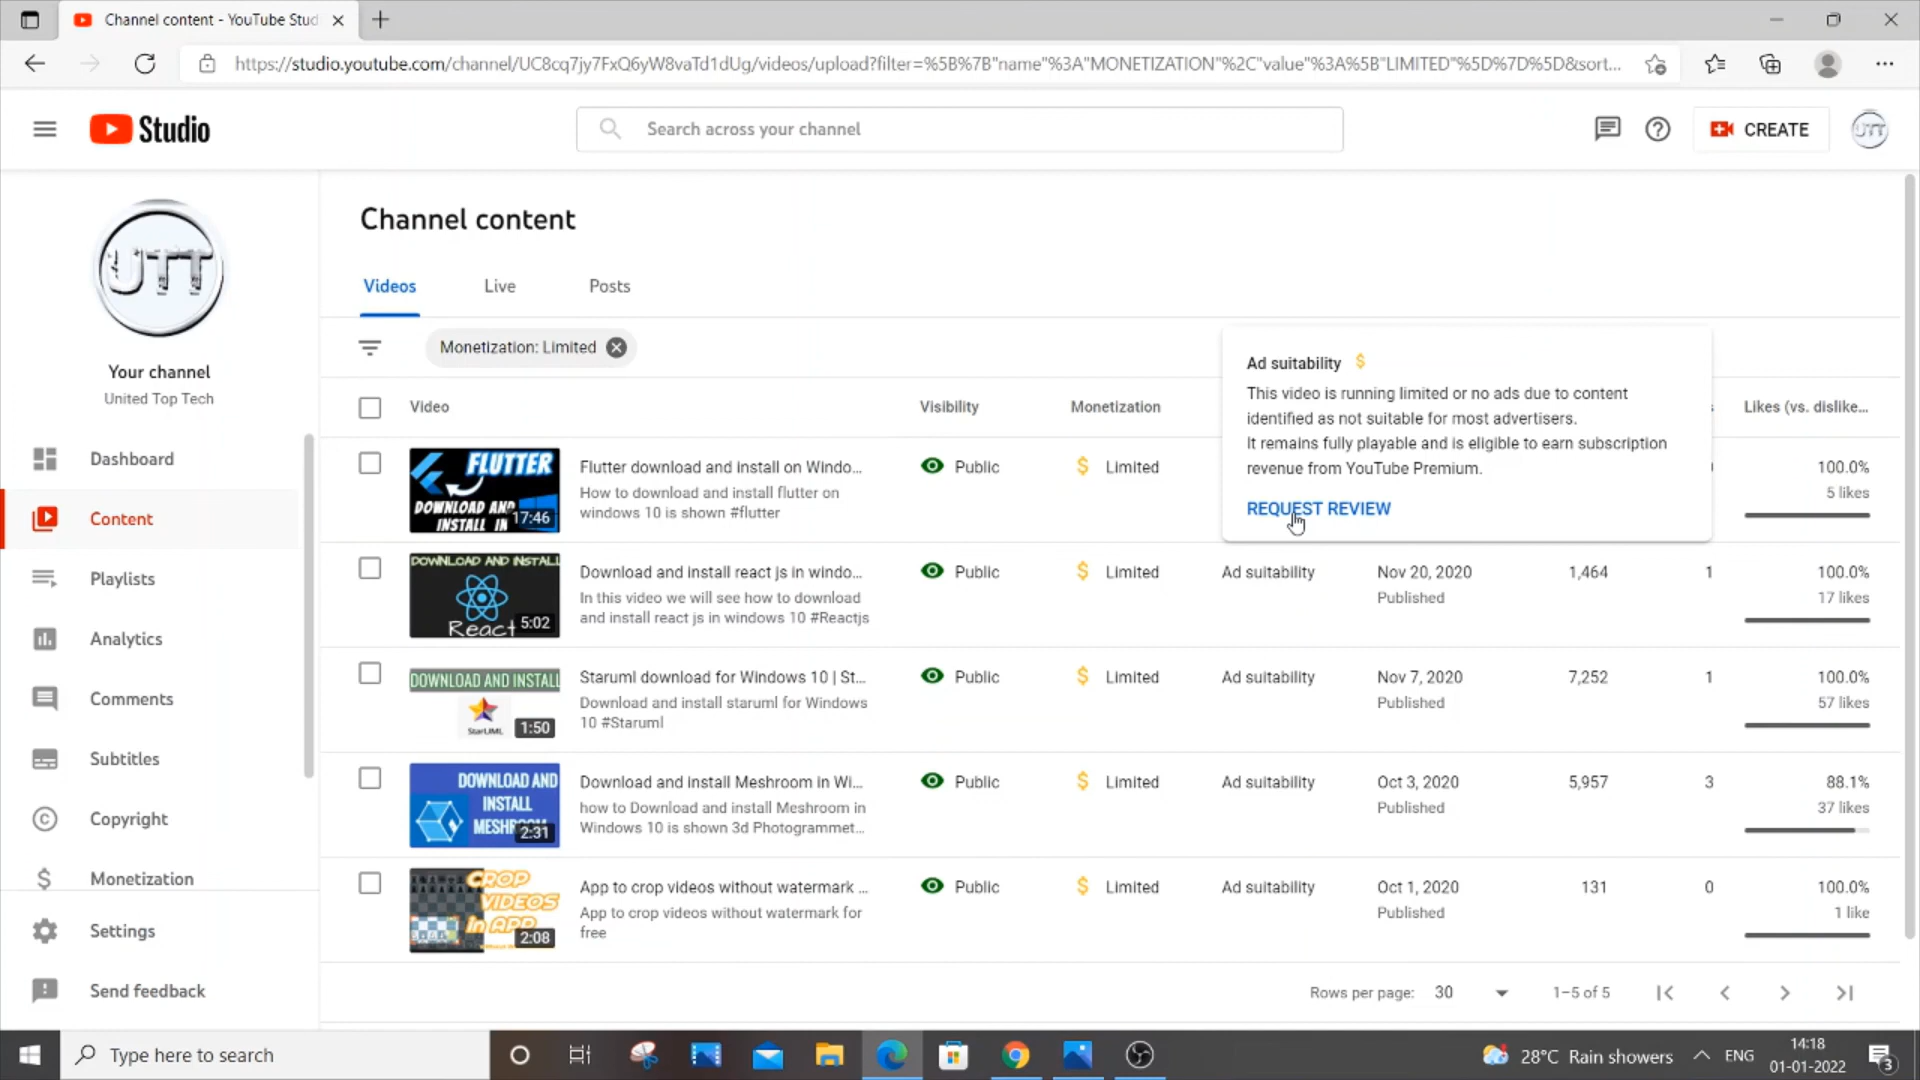 Channel content - YouTube Stud
https://studio.youtube.com/channel/UC8cq7jy7FxQ6yW8vaTd1dUg/videos/upload?filter=%5B%7B"name"%3A"MONETIZATION"%2C"value"%3A%5B"LIMITED"%5D%7D%5D&sort...
Studio
Search across your channel
CREATE
UTT
UTT
Your channel
United Top Tech
Dashboard
Content
Playlists
Analytics
Comments
Subtitles
Copyright
Monetization
Settings
Send feedback
Channel content
Videos Live Posts
Monetization: Limited
Video Visibility Monetization Likes (vs. dislike...
Ad suitability $
This video is running limited or no ads due to content
identified as not suitable for most advertisers.
It remains fully playable and is eligible to earn subscription
revenue from YouTube Premium.
REQUEST REVIEW
FLUTTER
DOWNLOAD AND
INSTALL IN
17:46
Flutter download and install on Windo...
How to download and install flutter on
windows 10 is shown #flutter
Public $ Limited 100.0%
5 likes
DOWNLOAD AND INSTALL
React
5:02
Download and install react js in windo...
In this video we will see how to download
and install react js in windows 10 #Reactjs
Public $ Limited Ad suitability Nov 20, 2020 1,464 1 100.0%
Published 17 likes
DOWNLOAD AND INSTALL
StarUML
1:50
Staruml download for Windows 10 | St...
Download and install staruml for Windows
10 #Staruml
Public $ Limited Ad suitability Nov 7, 2020 7,252 1 100.0%
Published 57 likes
DOWNLOAD AND
INSTALL
MESHR
2:31
Download and install Meshroom in Wi...
how to Download and install Meshroom in
Windows 10 is shown 3d Photogrammet...
Public $ Limited Ad suitability Oct 3, 2020 5,957 3 88.1%
Published 37 likes
CROP
VIDEOS
in APP
2:08
App to crop videos without watermark ...
App to crop videos without watermark for
free
Public $ Limited Ad suitability Oct 1, 2020 131 0 100.0%
Published 1 like
Rows per page: 30 1–5 of 5
Type here to search
28°C Rain showers
ENG
14:18
01-01-2022
3